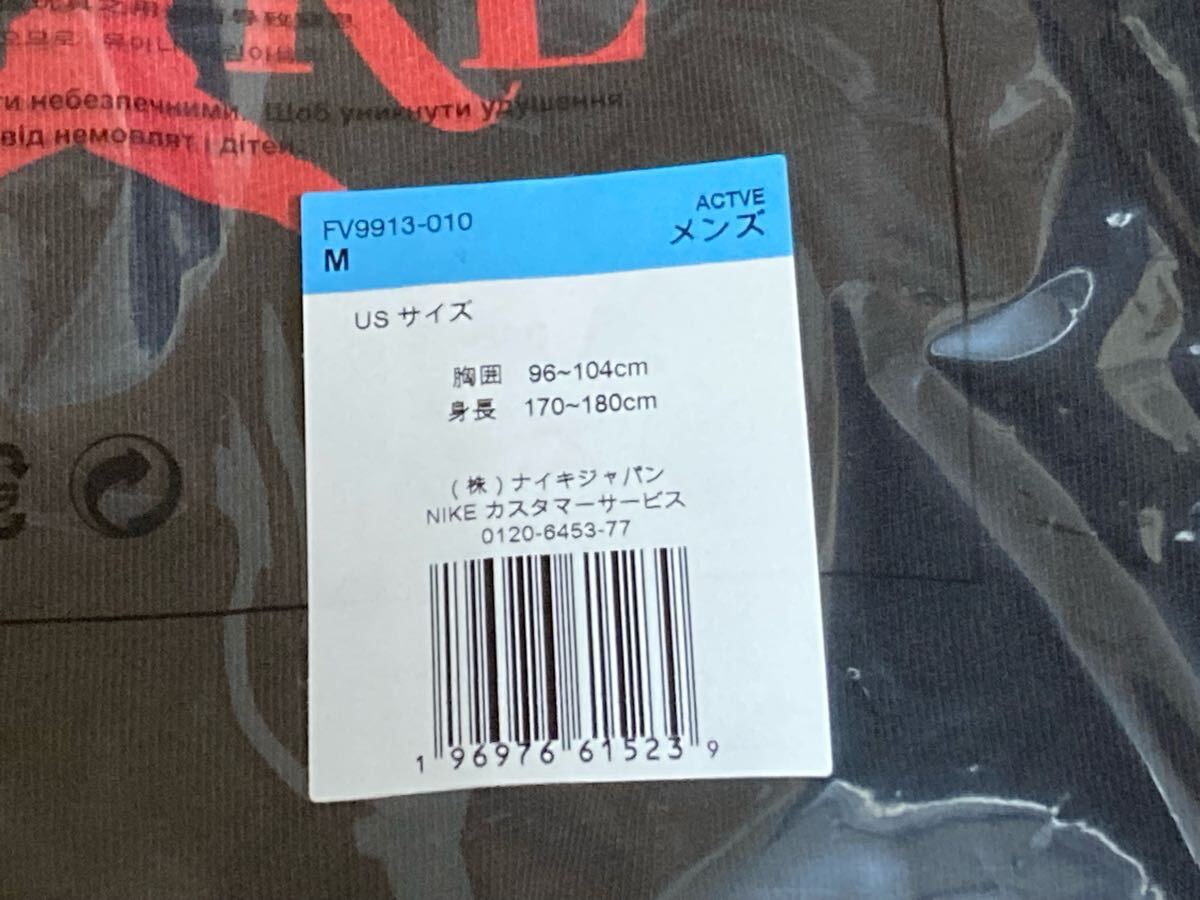 ти небезпечними. Щоб уникнути удушення
від немовлят і дітей.
FV9913-010
M
ACTVE
メンズ
US サイズ
胸囲 96~104cm
身長 170~180cm
(株)ナイキジャパン
NIKE カスタマーサービス
0120-6453-77
1 96976 61523 9